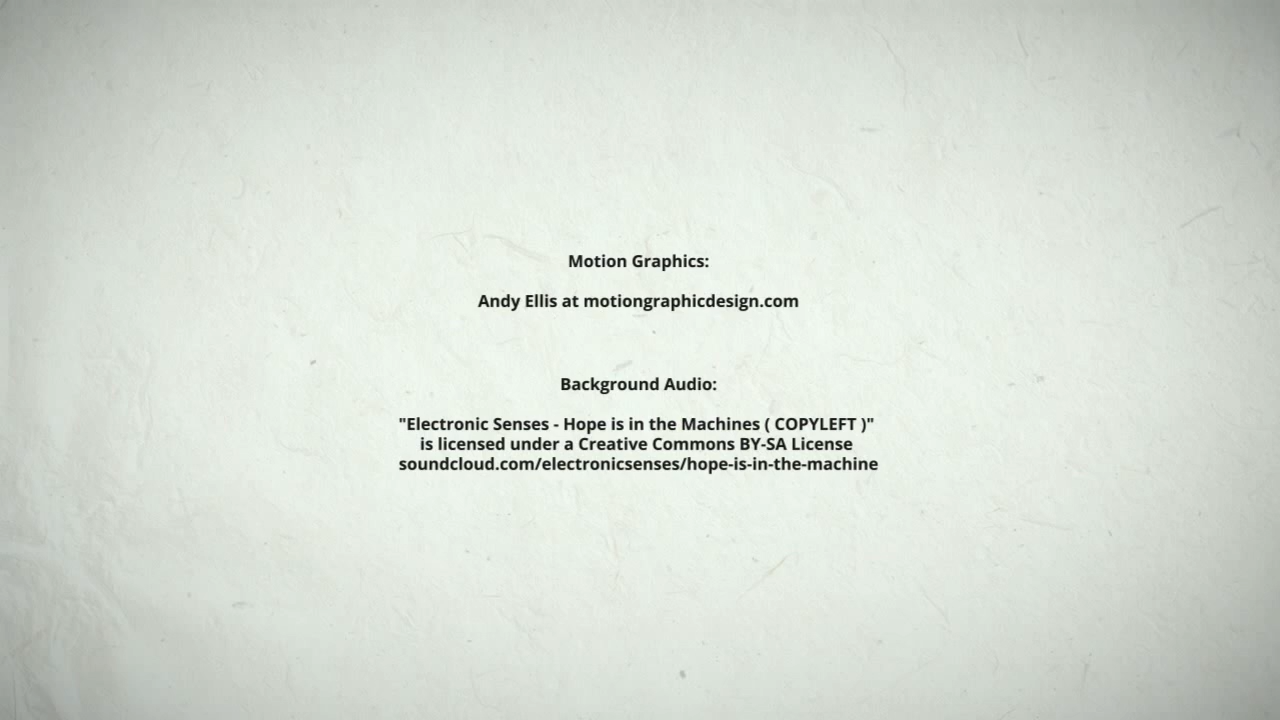 Motion Graphics:
Andy Ellis at motiongraphicdesign.com
Background Audio:
"Electronic Senses - Hope is in the Machines ( COPYLEFT )"
is licensed under a Creative Commons BY-SA License
soundcloud.com/electronicsenses/hope-is-in-the-machine